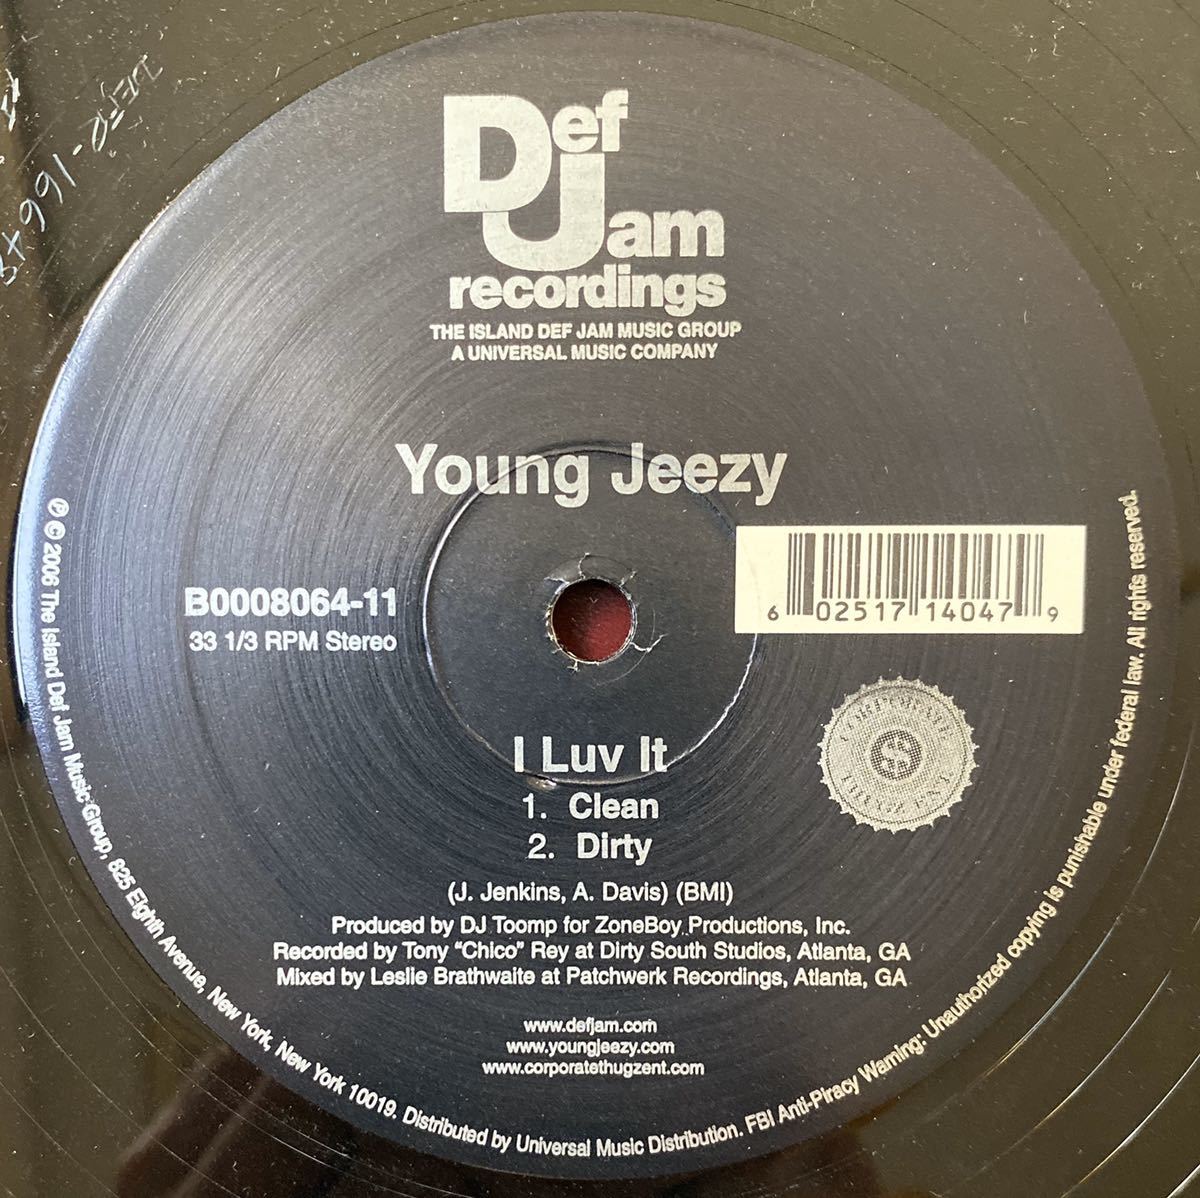 Def Jam
recordings
THE ISLAND DEF JAM MUSIC GROUP
A UNIVERSAL MUSIC COMPANY
Young Jeezy
B0008064-11
33 1/3 RPM Stereo
6 02517 14047 9
I Luv It
1. Clean
2. Dirty
CORPORATE
THUGZ ENT.
(J. Jenkins, A. Davis) (BMI)
Produced by DJ Toomp for ZoneBoy Productions, Inc.
Recorded by Tony "Chico" Rey at Dirty South Studios, Atlanta, GA
Mixed by Leslie Brathwaite at Patchwerk Recordings, Atlanta, GA
www.defjam.com
www.youngjeezy.com
www.corporatethugzent.com
℗ © 2006 The Island Def Jam Music Group, 825 Eighth Avenue, New York, New York 10019. Distributed by Universal Music Distribution. FBI Anti-Piracy Warning: Unauthorized copying is punishable under federal law. All rights reserved.